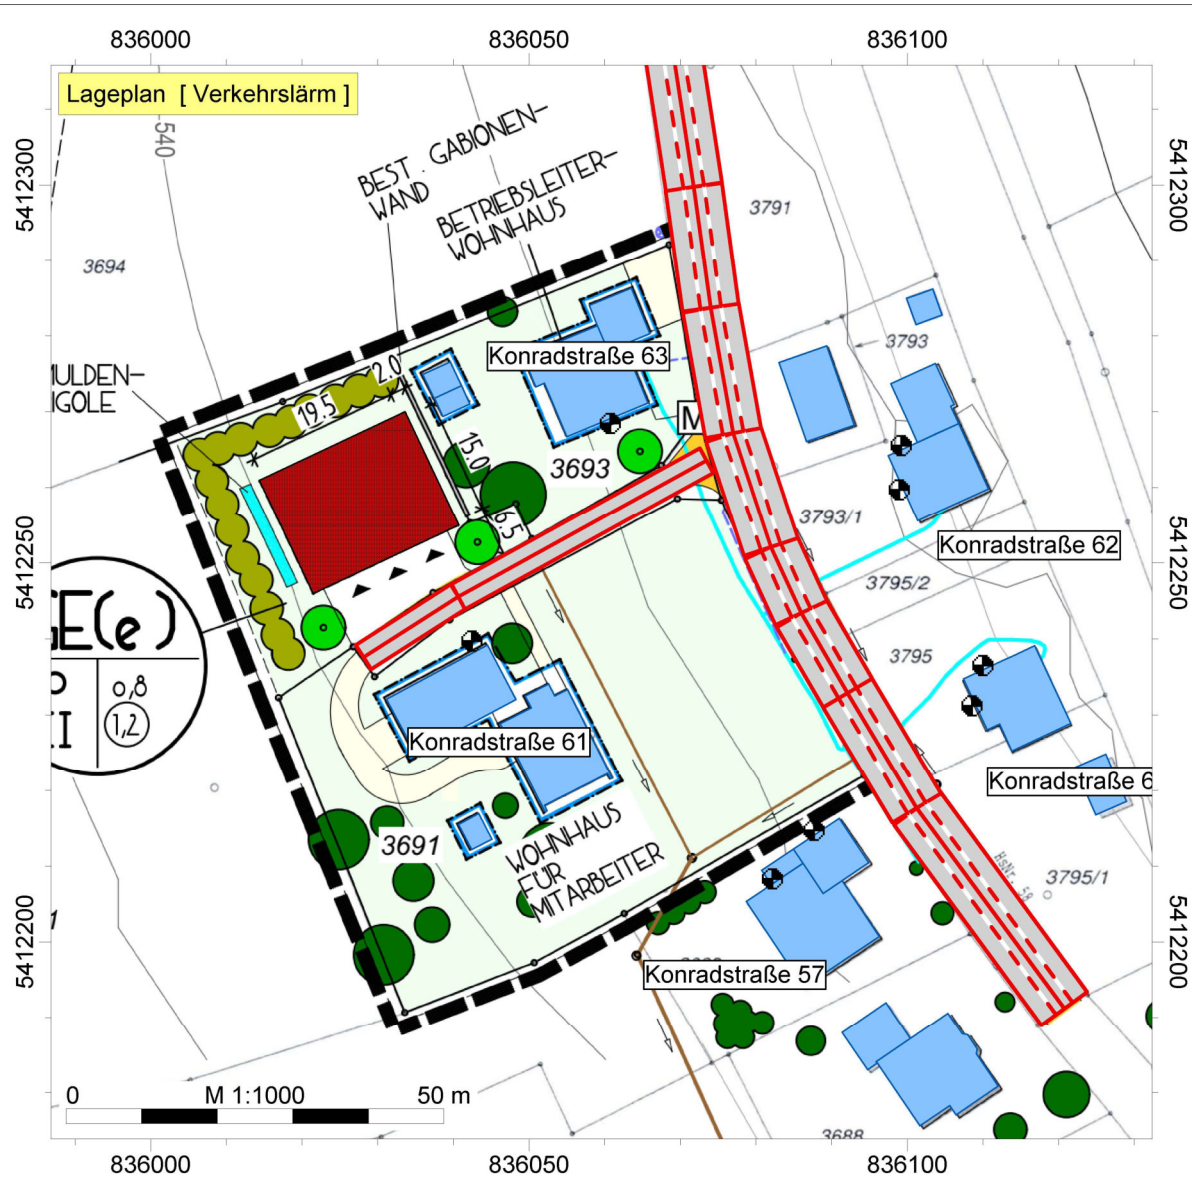 836000
836050
836100
Lageplan [ Verkehrslärm ]
540
BEST. GABIONEN-
WAND
BETRIEBSLEITER-
WOHNHAUS
5412300
5412300
3791
3694
3793
Konradstraße 63
MULDEN-
RIGOLE
19.5
2.0
15.0
6.5
M
3693
3793/1
Konradstraße 62
5412250
5412250
3795/2
3795
GE(e)
0,8
1,2
II
Konradstraße 61
Konradstraße 6
3691
WOHNHAUS
FÜR
MITARBEITER
HsNr. 58
3795/1
5412200
5412200
Konradstraße 57
0 M 1:1000 50 m
3688
836000
836050
836100